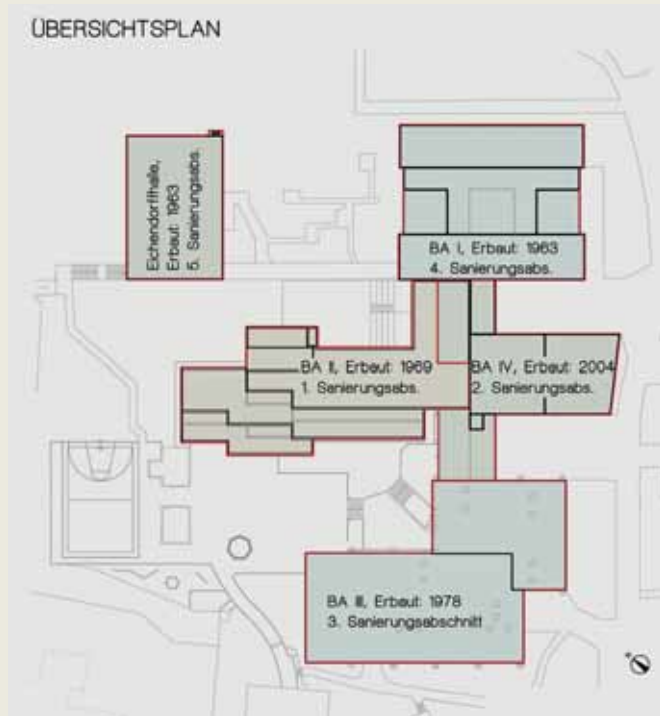 ÜBERSICHTSPLAN
Eichendorffhalle,
Erbaut: 1963
5. Sanierungsabs.
BA I, Erbaut: 1963
4. Sanierungsabs.
BA II, Erbaut: 1969
1. Sanierungsabs.
BA IV, Erbaut: 2004
2. Sanierungsabs.
BA III, Erbaut: 1978
3. Sanierungsabschnitt